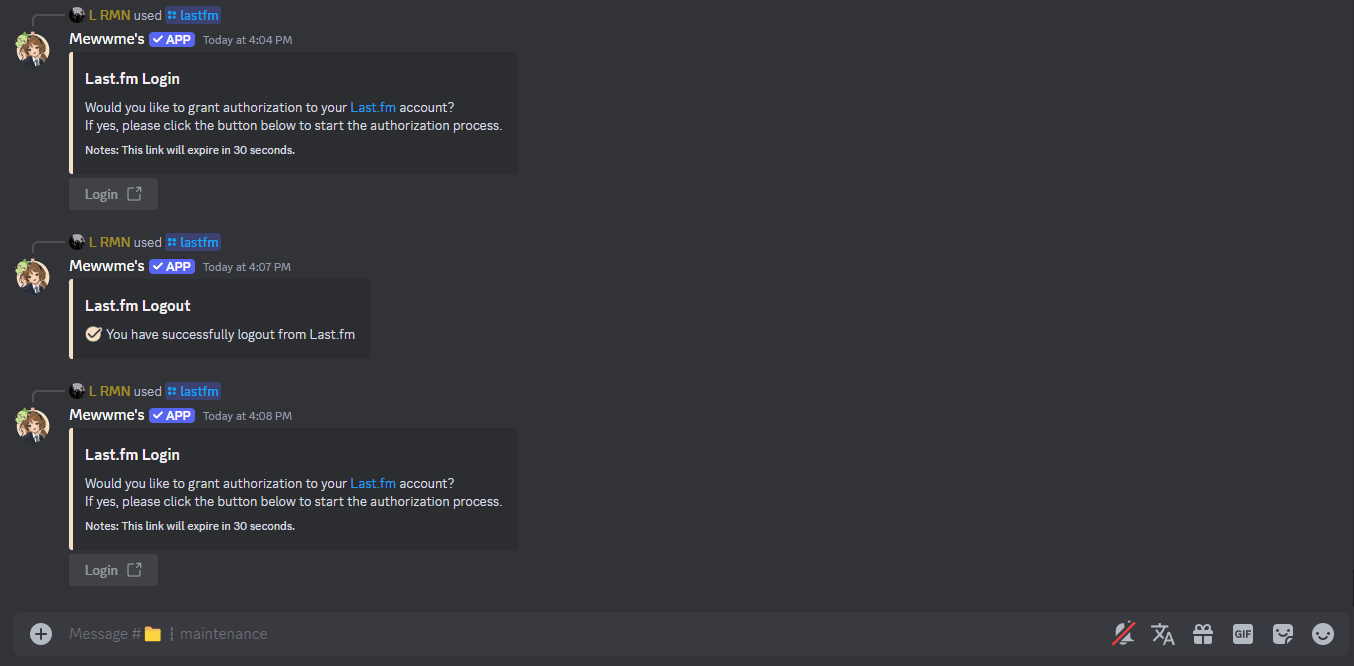 L RMN used lastfm
Mewwme's APP Today at 4:04 PM
Last.fm Login
Would you like to grant authorization to your Last.fm account?
If yes, please click the button below to start the authorization process.
Notes: This link will expire in 30 seconds.
Login
L RMN used lastfm
Mewwme's APP Today at 4:07 PM
Last.fm Logout
You have successfully logout from Last.fm
L RMN used lastfm
Mewwme's APP Today at 4:08 PM
Last.fm Login
Would you like to grant authorization to your Last.fm account?
If yes, please click the button below to start the authorization process.
Notes: This link will expire in 30 seconds.
Login
Message #📁┊maintenance
GIF